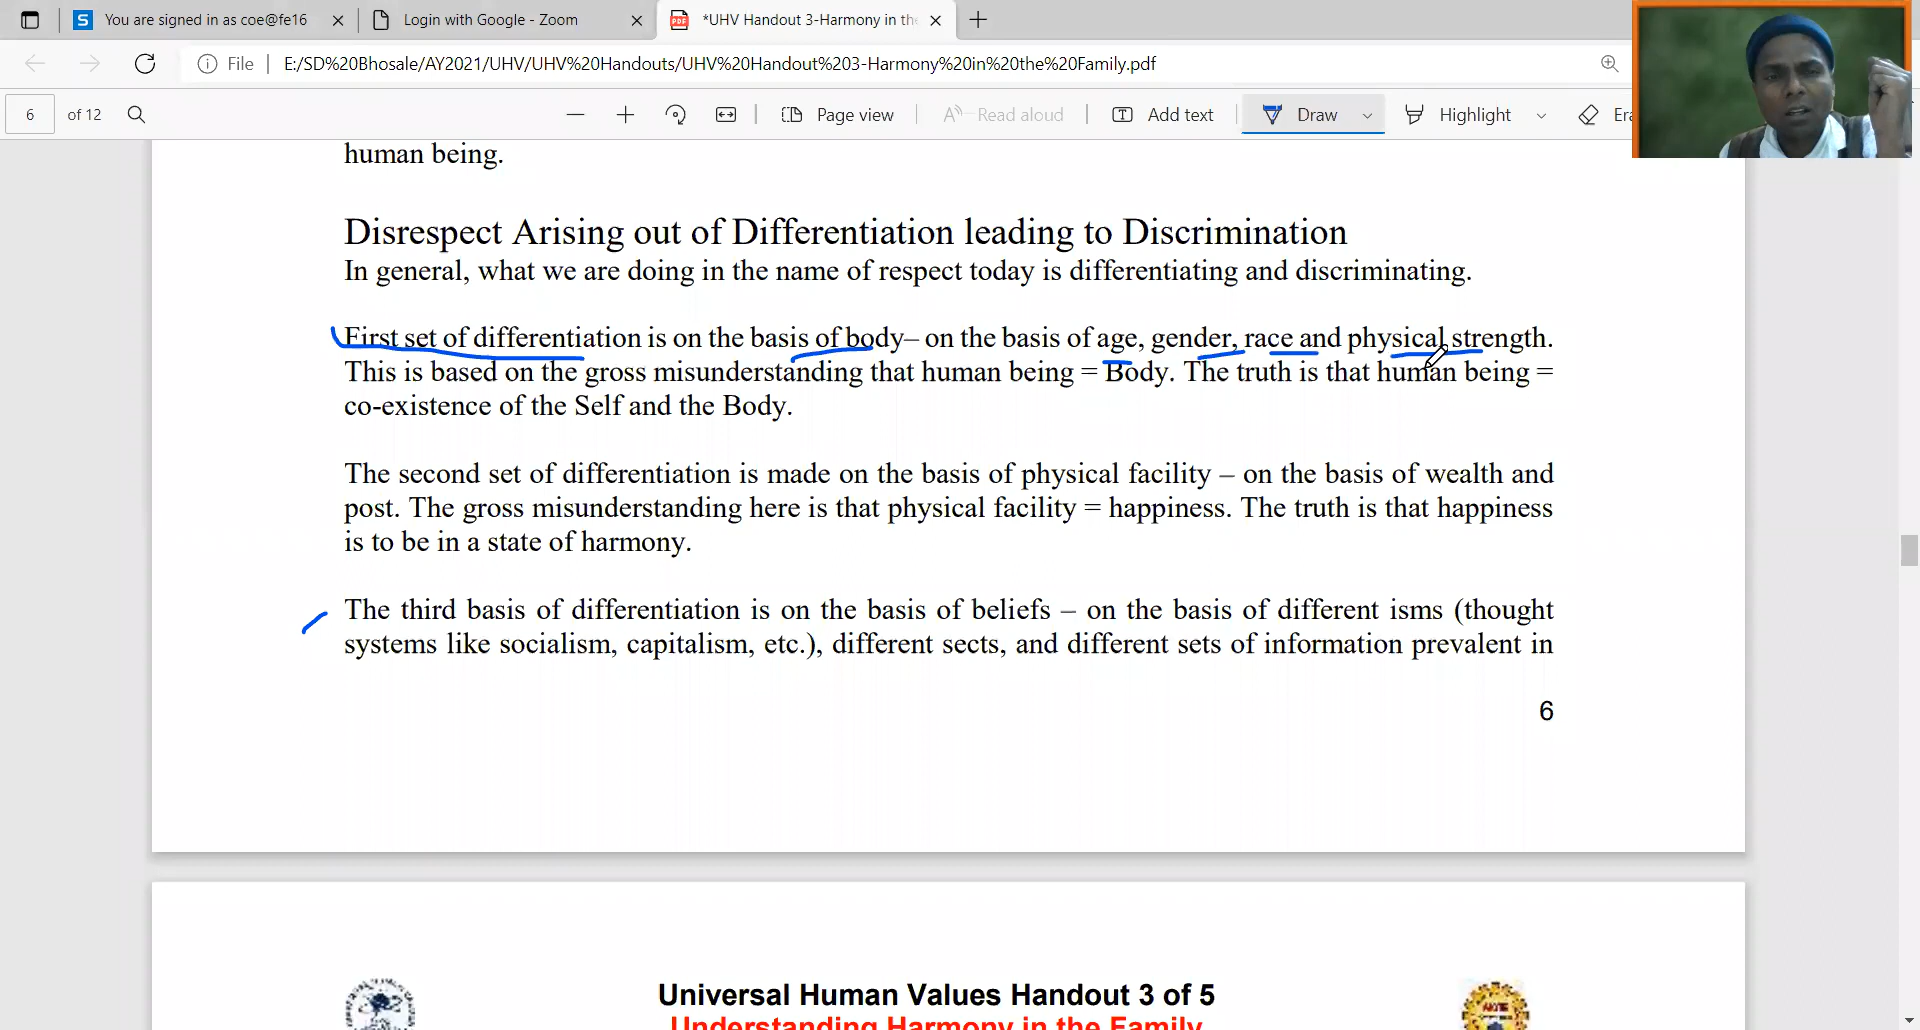 You are signed in as coe@fe16
Login with Google - Zoom
*UHV Handout 3-Harmony in the
File
E:/SD%20Bhosale/AY2021/UHV/UHV%20Handouts/UHV%20Handout%203-Harmony%20in%20the%20Family.pdf
6 of 12
Page view
Read aloud
Add text
Draw
Highlight
Era
human being.
Disrespect Arising out of Differentiation leading to Discrimination
In general, what we are doing in the name of respect today is differentiating and discriminating.
First set of differentiation is on the basis of body– on the basis of age, gender, race and physical strength.
This is based on the gross misunderstanding that human being = Body. The truth is that human being =
co-existence of the Self and the Body.
The second set of differentiation is made on the basis of physical facility – on the basis of wealth and
post. The gross misunderstanding here is that physical facility = happiness. The truth is that happiness
is to be in a state of harmony.
The third basis of differentiation is on the basis of beliefs – on the basis of different isms (thought
systems like socialism, capitalism, etc.), different sects, and different sets of information prevalent in
6
Universal Human Values Handout 3 of 5
Understanding Harmony in the Family